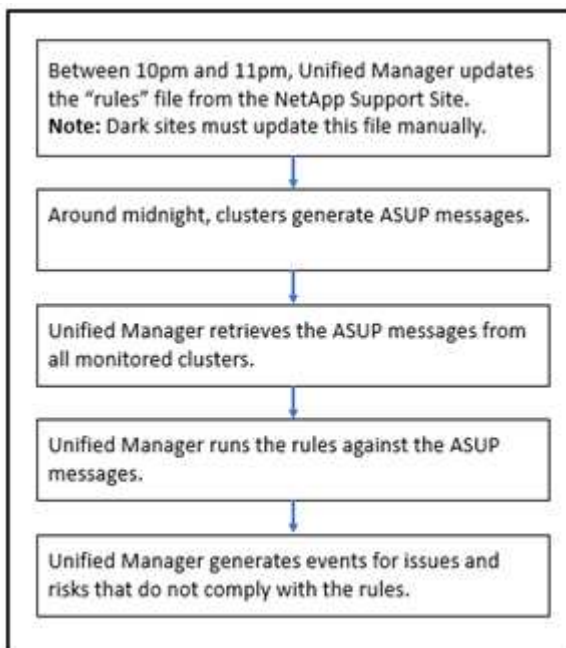 Between 10pm and 11pm, Unified Manager updates
the “rules” file from the NetApp Support Site.
Note: Dark sites must update this file manually.
Around midnight, clusters generate ASUP messages.
Unified Manager retrieves the ASUP messages from
all monitored clusters.
Unified Manager runs the rules against the ASUP
messages.
Unified Manager generates events for issues and
risks that do not comply with the rules.